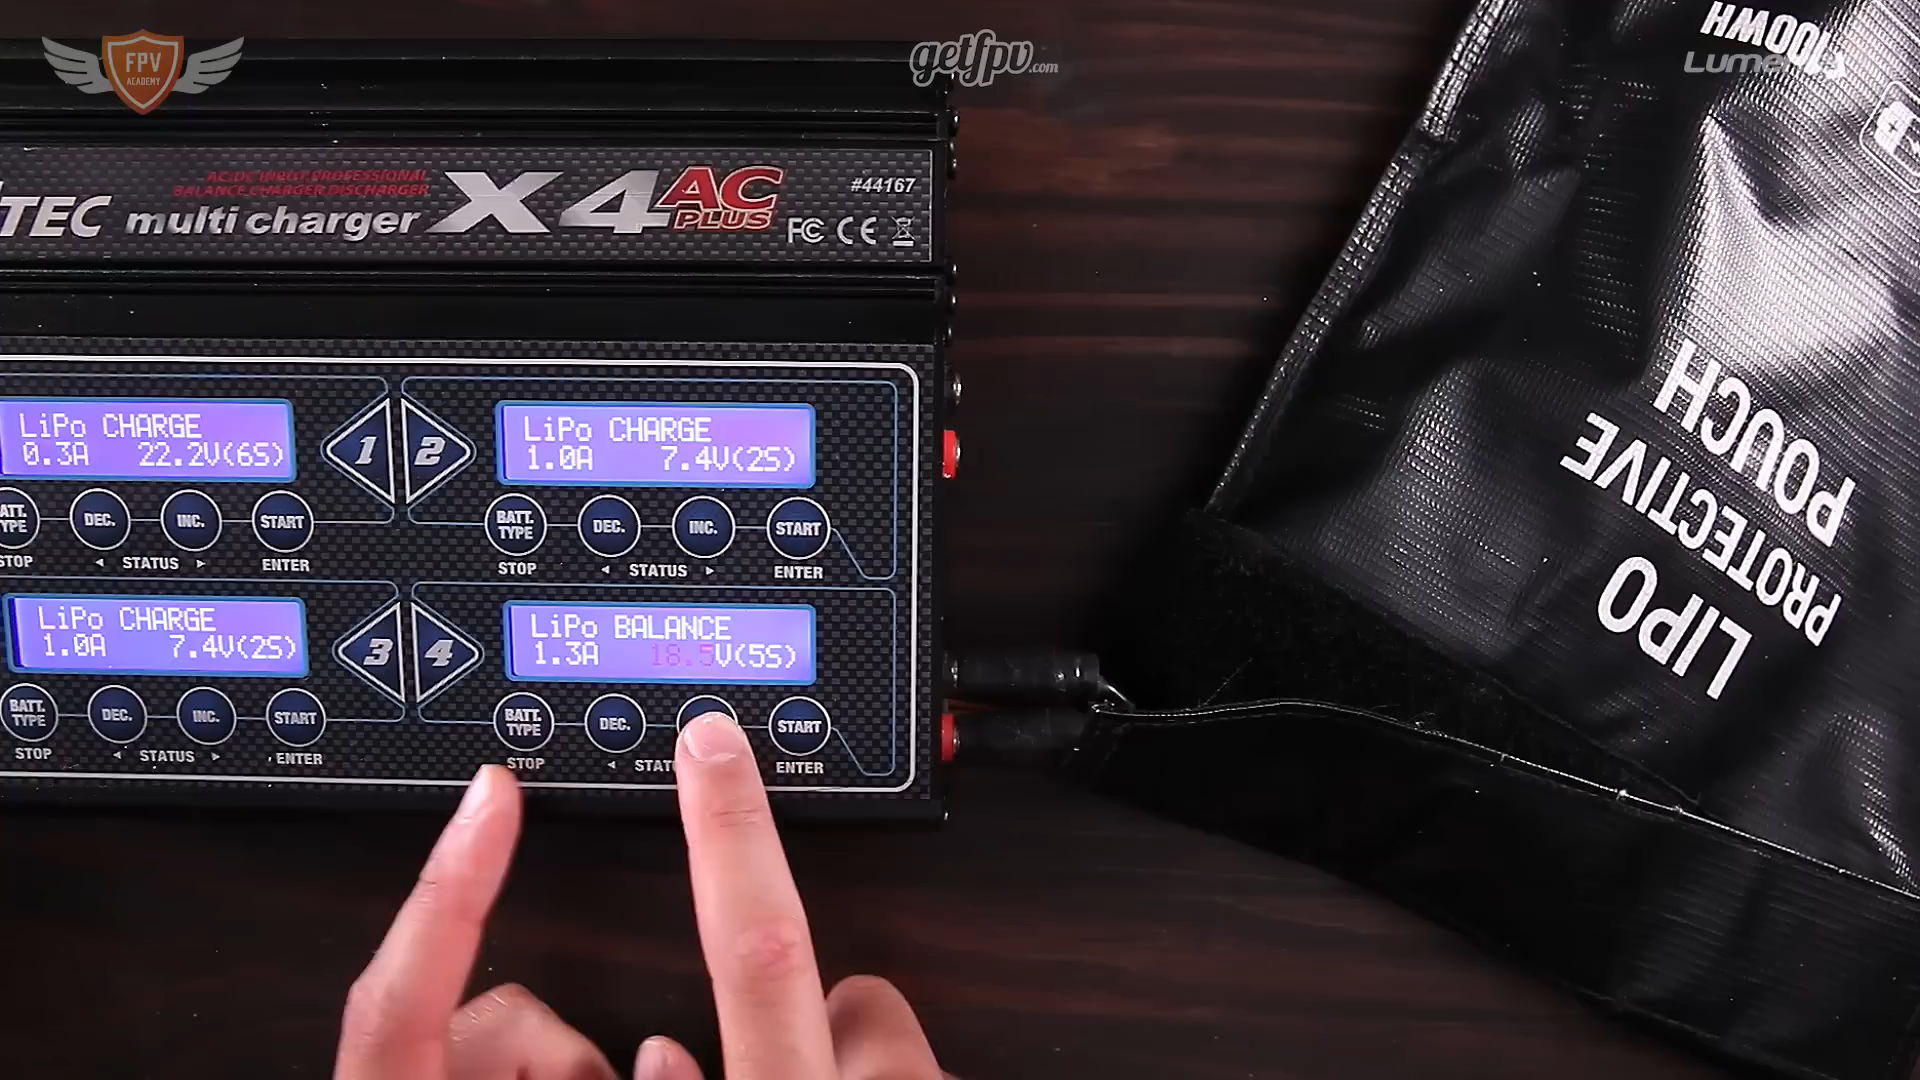 FPV
ACADEMY
getfpv.com
100WH
AC/DC INPUT PROFESSIONAL
BALANCE CHARGER DISCHARGER
TEC multi charger X4 AC PLUS
#44167
FC CE
LiPo CHARGE
0.3A 22.2V(6S)
1
2
LiPo CHARGE
1.0A 7.4V(2S)
BATT. TYPE
DEC.
INC.
START
STOP
STATUS
ENTER
BATT. TYPE
DEC.
INC.
START
STOP
STATUS
ENTER
LiPo CHARGE
1.0A 7.4V(2S)
3
4
LiPo BALANCE
1.3A 18.5V(5S)
BATT. TYPE
DEC.
INC.
START
STOP
STATUS
ENTER
BATT. TYPE
DEC.
START
STOP
STAT
ENTER
LIPO
PROTECTIVE
POUCH